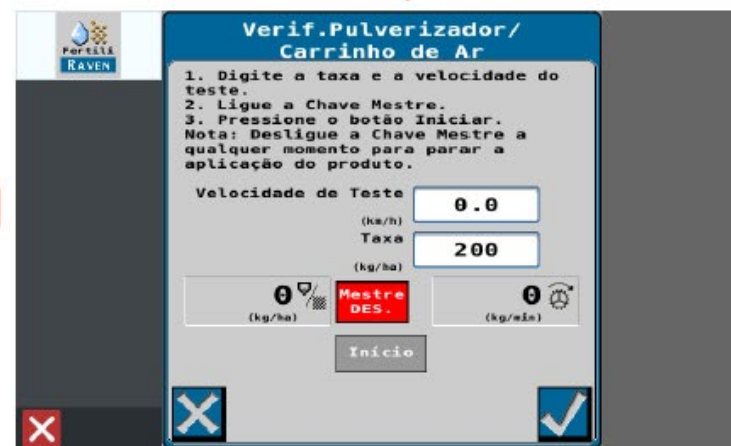 Fertili
RAVEN
Verif.Pulverizador/
Carrinho de Ar
1. Digite a taxa e a velocidade do
teste.
2. Ligue a Chave Mestre.
3. Pressione o botão Iniciar.
Nota: Desligue a Chave Mestre a
qualquer momento para parar a
aplicação do produto.
Velocidade de Teste
0.0
(km/h)
Taxa
200
(kg/ha)
0
(kg/ha)
Mestre
DES.
0
(kg/min)
Início